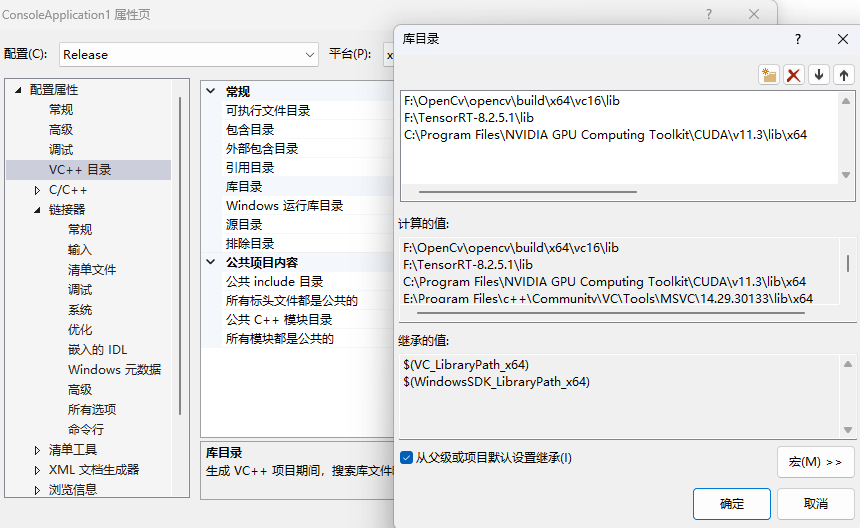 ConsoleApplication1 属性页
配置(C):
Release
平台(P):
x
配置属性
常规
高级
调试
VC++ 目录
C/C++
链接器
常规
输入
清单文件
调试
系统
优化
嵌入的 IDL
Windows 元数据
高级
所有选项
命令行
清单工具
XML 文档生成器
浏览信息
常规
可执行文件目录
包含目录
外部包含目录
引用目录
库目录
Windows 运行库目录
源目录
排除目录
公共项目内容
公共 include 目录
所有标头文件都是公共的
公共 C++ 模块目录
所有模块都是公共的
库目录
生成 VC++ 项目期间，搜索库文件
库目录
F:\OpenCv\opencv\build\x64\vc16\lib
F:\TensorRT-8.2.5.1\lib
C:\Program Files\NVIDIA GPU Computing Toolkit\CUDA\v11.3\lib\x64
计算的值:
F:\OpenCv\opencv\build\x64\vc16\lib
F:\TensorRT-8.2.5.1\lib
C:\Program Files\NVIDIA GPU Computing Toolkit\CUDA\v11.3\lib\x64
E:\Program Files\c++\Community\VC\Tools\MSVC\14.29.30133\lib\x64
继承的值:
$(VC_LibraryPath_x64)
$(WindowsSDK_LibraryPath_x64)
从父级或项目默认设置继承(I)
宏(M) >>
确定
取消